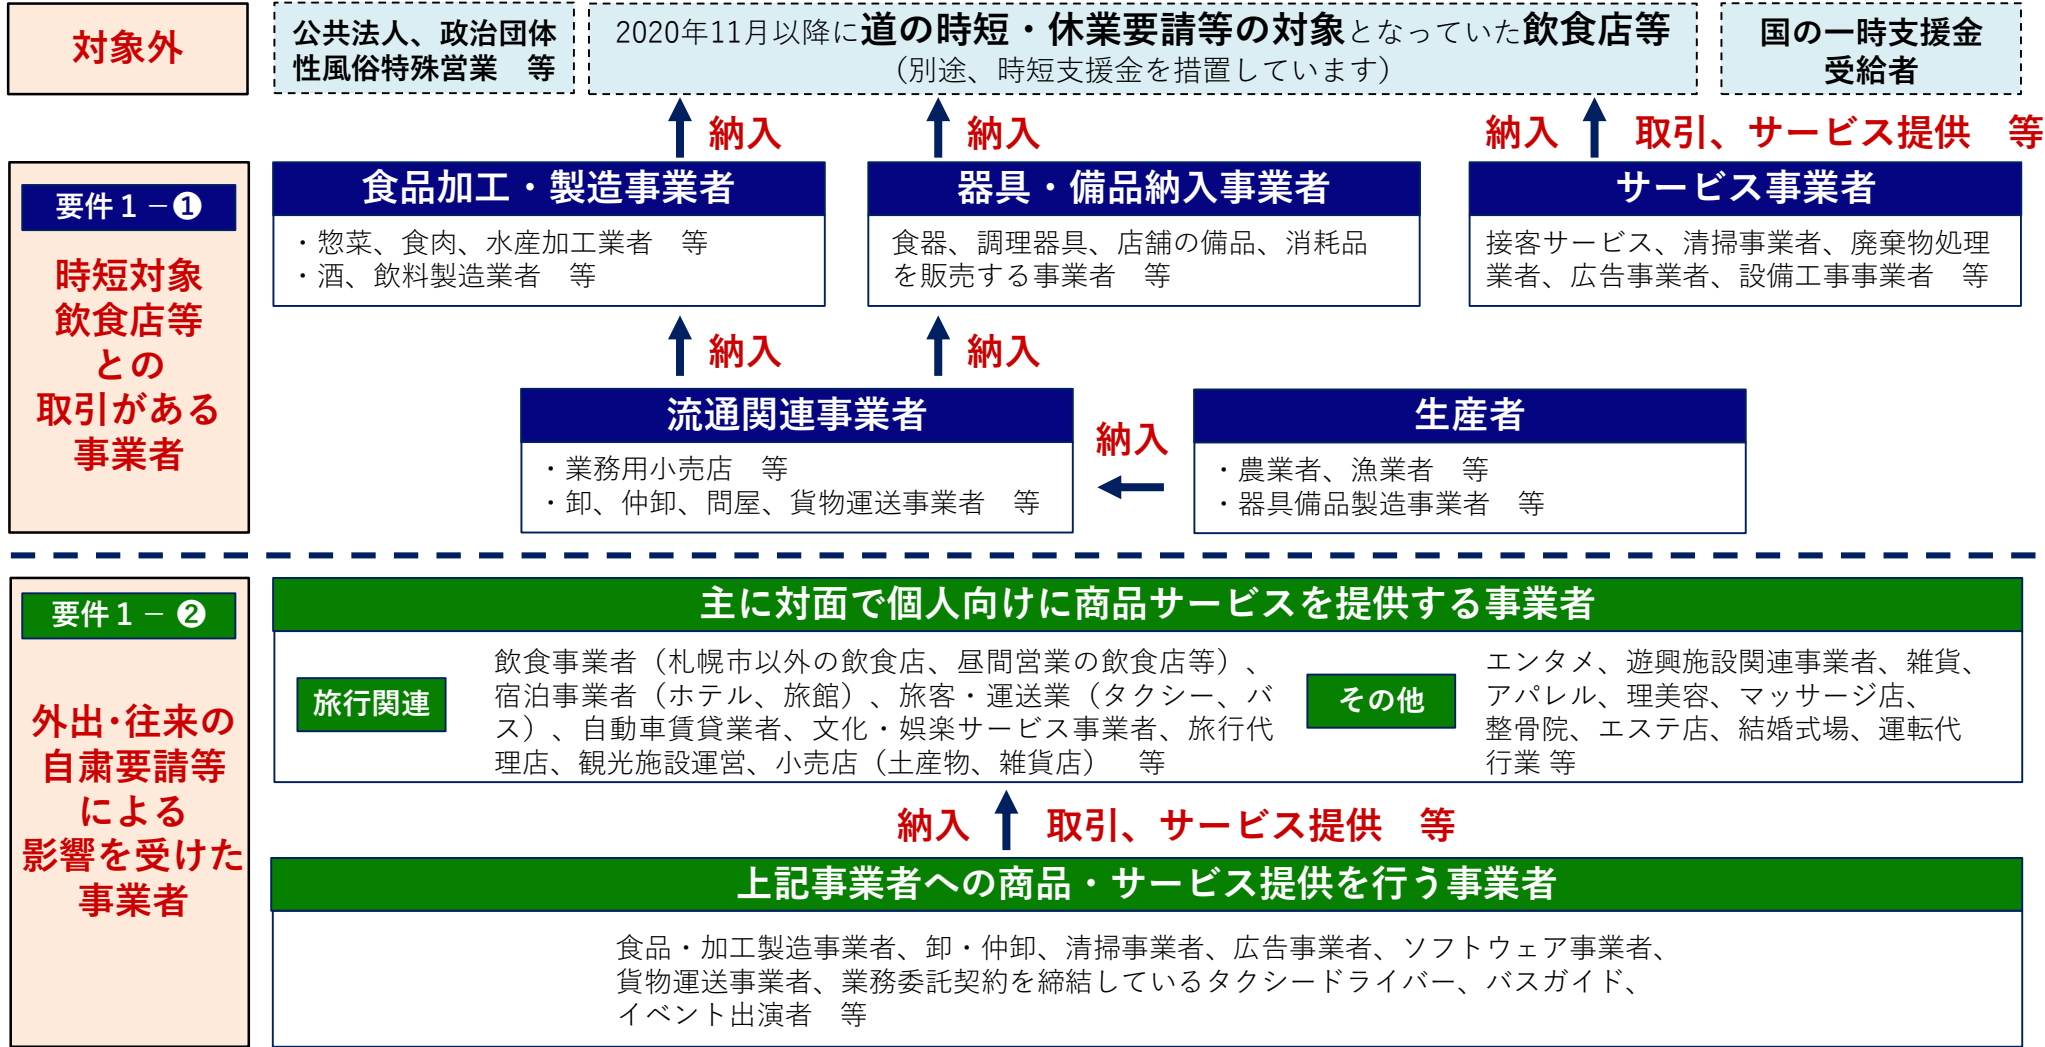 対象外
公共法人、政治団体
性風俗特殊営業　等
2020年11月以降に道の時短・休業要請等の対象となっていた飲食店等
（別途、時短支援金を措置しています）
国の一時支援金
受給者
納入
納入
納入
取引、サービス提供　等
要件１－❶
時短対象
飲食店等
との
取引がある
事業者
食品加工・製造事業者
・惣菜、食肉、水産加工業者　等
・酒、飲料製造業者　等
器具・備品納入事業者
食器、調理器具、店舗の備品、消耗品
を販売する事業者　等
サービス事業者
接客サービス、清掃事業者、廃棄物処理
業者、広告事業者、設備工事事業者　等
納入
納入
流通関連事業者
・業務用小売店　等
・卸、仲卸、問屋、貨物運送事業者　等
納入
生産者
・農業者、漁業者　等
・器具備品製造事業者　等
要件１－❷
外出・往来の
自粛要請等
による
影響を受けた
事業者
主に対面で個人向けに商品サービスを提供する事業者
旅行関連
飲食事業者（札幌市以外の飲食店、昼間営業の飲食店等）、
宿泊事業者（ホテル、旅館）、旅客・運送業（タクシー、バ
ス）、自動車賃貸業者、文化・娯楽サービス事業者、旅行代
理店、観光施設運営、小売店（土産物、雑貨店）　等
その他
エンタメ、遊興施設関連事業者、雑貨、
アパレル、理美容、マッサージ店、
整骨院、エステ店、結婚式場、運転代
行業 等
納入
取引、サービス提供　等
上記事業者への商品・サービス提供を行う事業者
食品・加工製造事業者、卸・仲卸、清掃事業者、広告事業者、ソフトウェア事業者、
貨物運送事業者、業務委託契約を締結しているタクシードライバー、バスガイド、
イベント出演者　等